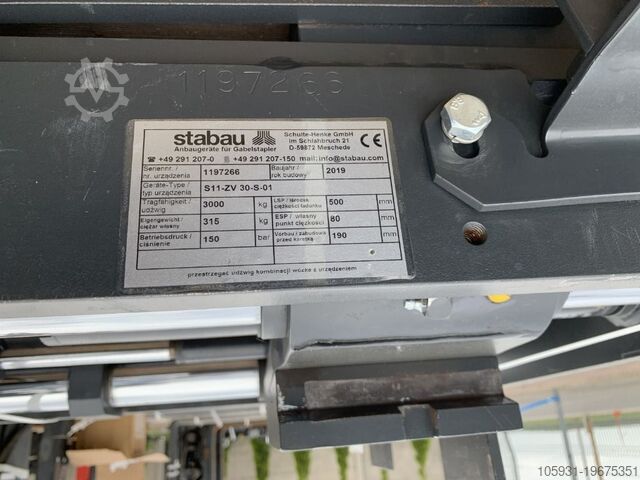 1197266
stabau
Anbaugeräte für Gabelstapler
Schulte-Henke GmbH
Im Schlahbruch 21
D-59872 Meschede
CE
+49 291 207-0 +49 291 207-150 mail:info@stabau.com
Gerätenr./ nr urządzenia 1197266 Baujahr / rok budowy 2019
Geräte-Type / typ urządzenia S11-ZV 30-S-01
Tragfähigkeit / udźwig 3000 kg LSP / ciężkości ładunku 500 mm
Eigengewicht / ciężar własny 315 kg ESP / własny punkt ciężkości 80 mm
Betriebsdruck / ciśnienie 150 bar Vorbau / zabudowa przed karetką 190 mm
przestrzegać udźwig kombinacji wózka z urządzeniem
105931-19675351